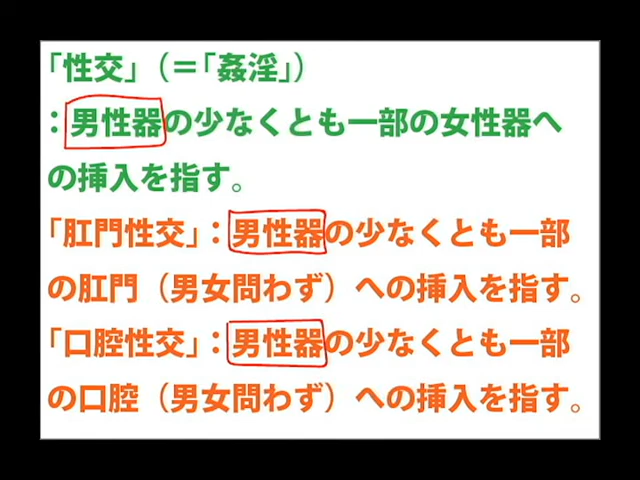 「性交」（＝「姦淫」）
：男性器の少なくとも一部の女性器へ
の挿入を指す。
「肛門性交」：男性器の少なくとも一部
の肛門（男女問わず）への挿入を指す。
「口腔性交」：男性器の少なくとも一部
の口腔（男女問わず）への挿入を指す。